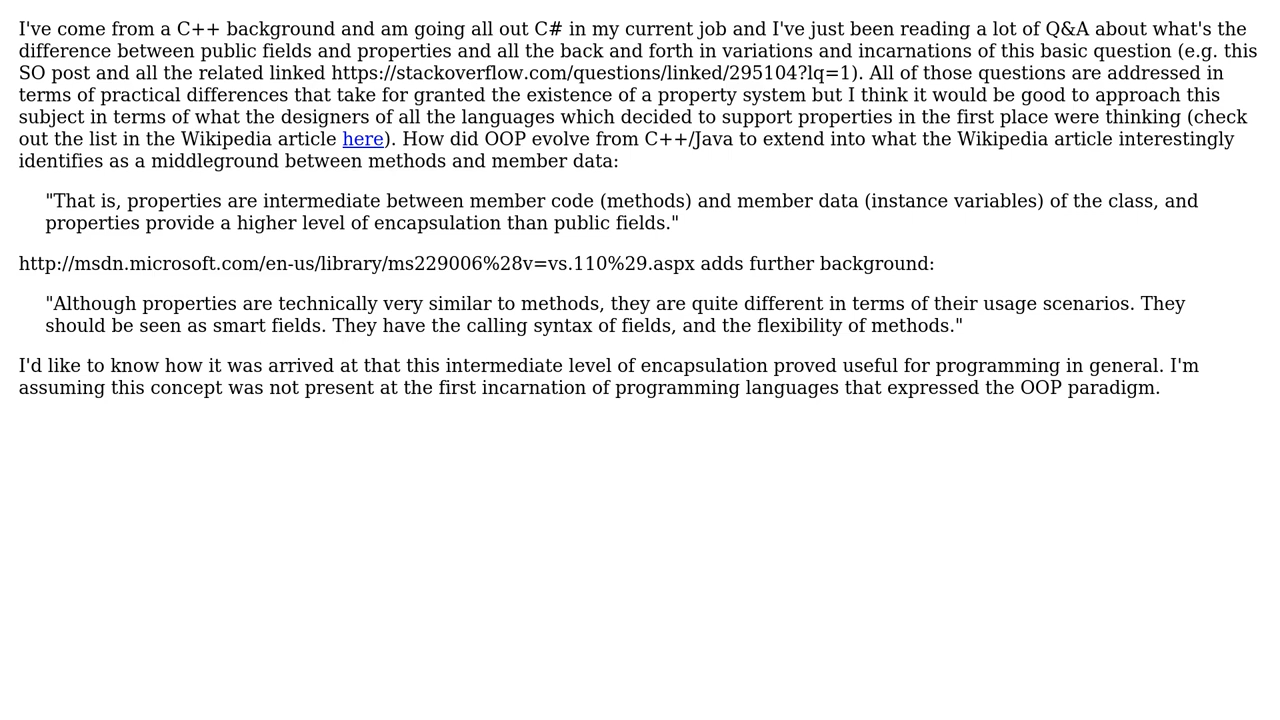 I've come from a C++ background and am going all out C# in my current job and I've just been reading a lot of Q&A about what's the
difference between public fields and properties and all the back and forth in variations and incarnations of this basic question (e.g. this
SO post and all the related linked https://stackoverflow.com/questions/linked/295104?lq=1). All of those questions are addressed in
terms of practical differences that take for granted the existence of a property system but I think it would be good to approach this
subject in terms of what the designers of all the languages which decided to support properties in the first place were thinking (check
out the list in the Wikipedia article here). How did OOP evolve from C++/Java to extend into what the Wikipedia article interestingly
identifies as a middleground between methods and member data:
"That is, properties are intermediate between member code (methods) and member data (instance variables) of the class, and
properties provide a higher level of encapsulation than public fields."
http://msdn.microsoft.com/en-us/library/ms229006%28v=vs.110%29.aspx adds further background:
"Although properties are technically very similar to methods, they are quite different in terms of their usage scenarios. They
should be seen as smart fields. They have the calling syntax of fields, and the flexibility of methods."
I'd like to know how it was arrived at that this intermediate level of encapsulation proved useful for programming in general. I'm
assuming this concept was not present at the first incarnation of programming languages that expressed the OOP paradigm.